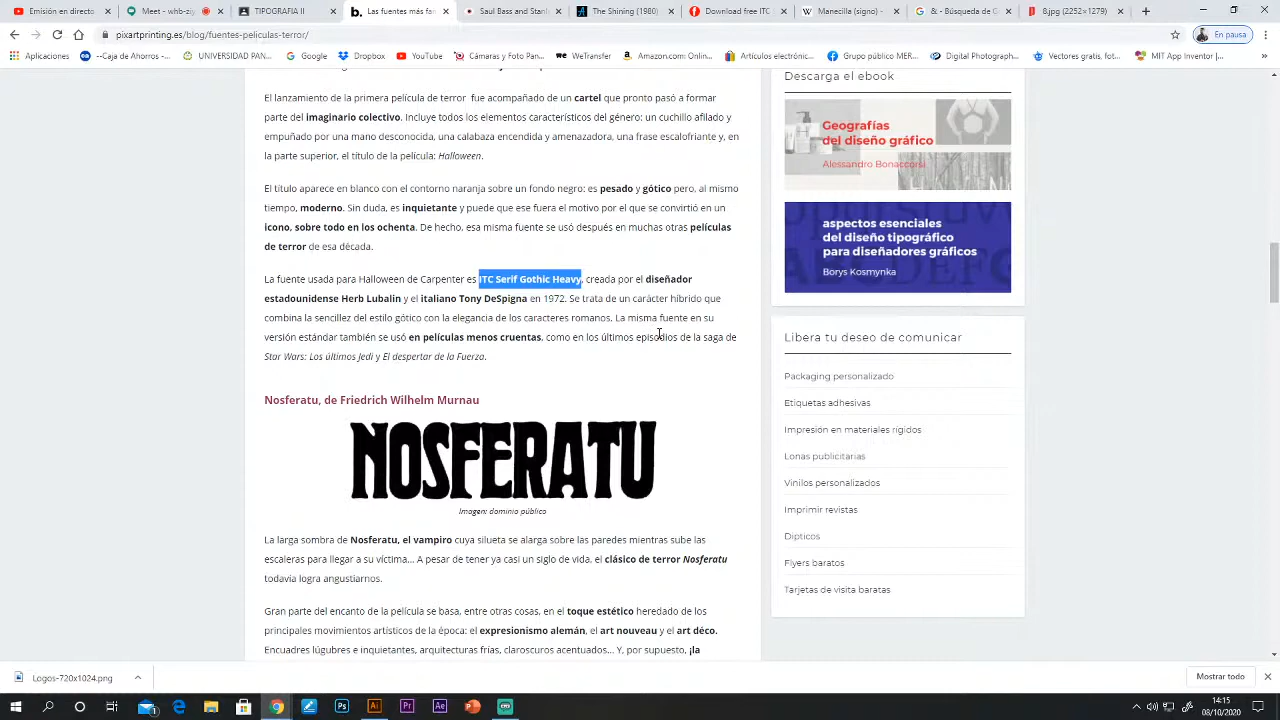 Emisión en directo
Meet - whb-zij
TIPOGRAFÍA II
b. Las fuentes más fam
Saul Bass and Stanl
The Shining (1980)
Download free ITC
Manecilla (signo) -
& - Búsqueda de G
8.jpg (2252×1279)
pixartprinting.es/blog/fuentes-peliculas-terror/
En pausa
Aplicaciones
--Caja de Ahorros -...
UNIVERSIDAD PAN...
Google
Dropbox
YouTube
Cámaras y Foto Pan...
WeTransfer
Amazon.com: Onlin...
Artículos electrónic...
Grupo público MER...
Digital Photograph...
Vectores gratis, fot...
MIT App Inventor |...
El lanzamiento de la primera película de terror fue acompañado de un cartel que pronto pasó a formar
parte del imaginario colectivo. Incluye todos los elementos característicos del género: un cuchillo afilado y
empuñado por una mano desconocida, una calabaza encendida y amenazadora, una frase escalofriante y, en
la parte superior, el título de la película: Halloween.
El título aparece en blanco con el contorno naranja sobre un fondo negro: es pesado y gótico pero, al mismo
tiempo, moderno. Sin duda, es inquietante y puede que ese fuera el motivo por el que se convirtió en un
icono, sobre todo en los ochenta. De hecho, esa misma fuente se usó después en muchas otras películas
de terror de esa década.
La fuente usada para Halloween de Carpenter es ITC Serif Gothic Heavy, creada por el diseñador
estadounidense Herb Lubalin y el italiano Tony DeSpigna en 1972. Se trata de un carácter híbrido que
combina la sencillez del estilo gótico con la elegancia de los caracteres romanos. La misma fuente en su
versión estándar también se usó en películas menos cruentas, como en los últimos episodios de la saga de
Star Wars: Los últimos Jedi y El despertar de la Fuerza.
Nosferatu, de Friedrich Wilhelm Murnau
NOSFERATU
Imagen: dominio público
La larga sombra de Nosferatu, el vampiro cuya silueta se alarga sobre las paredes mientras sube las
escaleras para llegar a su víctima... A pesar de tener ya casi un siglo de vida, el clásico de terror Nosferatu
todavía logra angustiarnos.
Gran parte del encanto de la película se basa, entre otras cosas, en el toque estético heredado de los
principales movimientos artísticos de la época: el expresionismo alemán, el art nouveau y el art déco.
Encuadres lúgubres e inquietantes, arquitecturas frías, claroscuros acentuados... Y, por supuesto, ¡la
Descarga el ebook
Geografías
del diseño gráfico
Alessandro Bonaccorsi
aspectos esenciales
del diseño tipográfico
para diseñadores gráficos
Borys Kosmynka
Libera tu deseo de comunicar
Packaging personalizado
Etiquetas adhesivas
Impresión en materiales rígidos
Lonas publicitarias
Vinilos personalizados
Imprimir revistas
Dipticos
Flyers baratos
Tarjetas de visita baratas
Logos-720x1024.png
Mostrar todo
14:15
08/10/2020